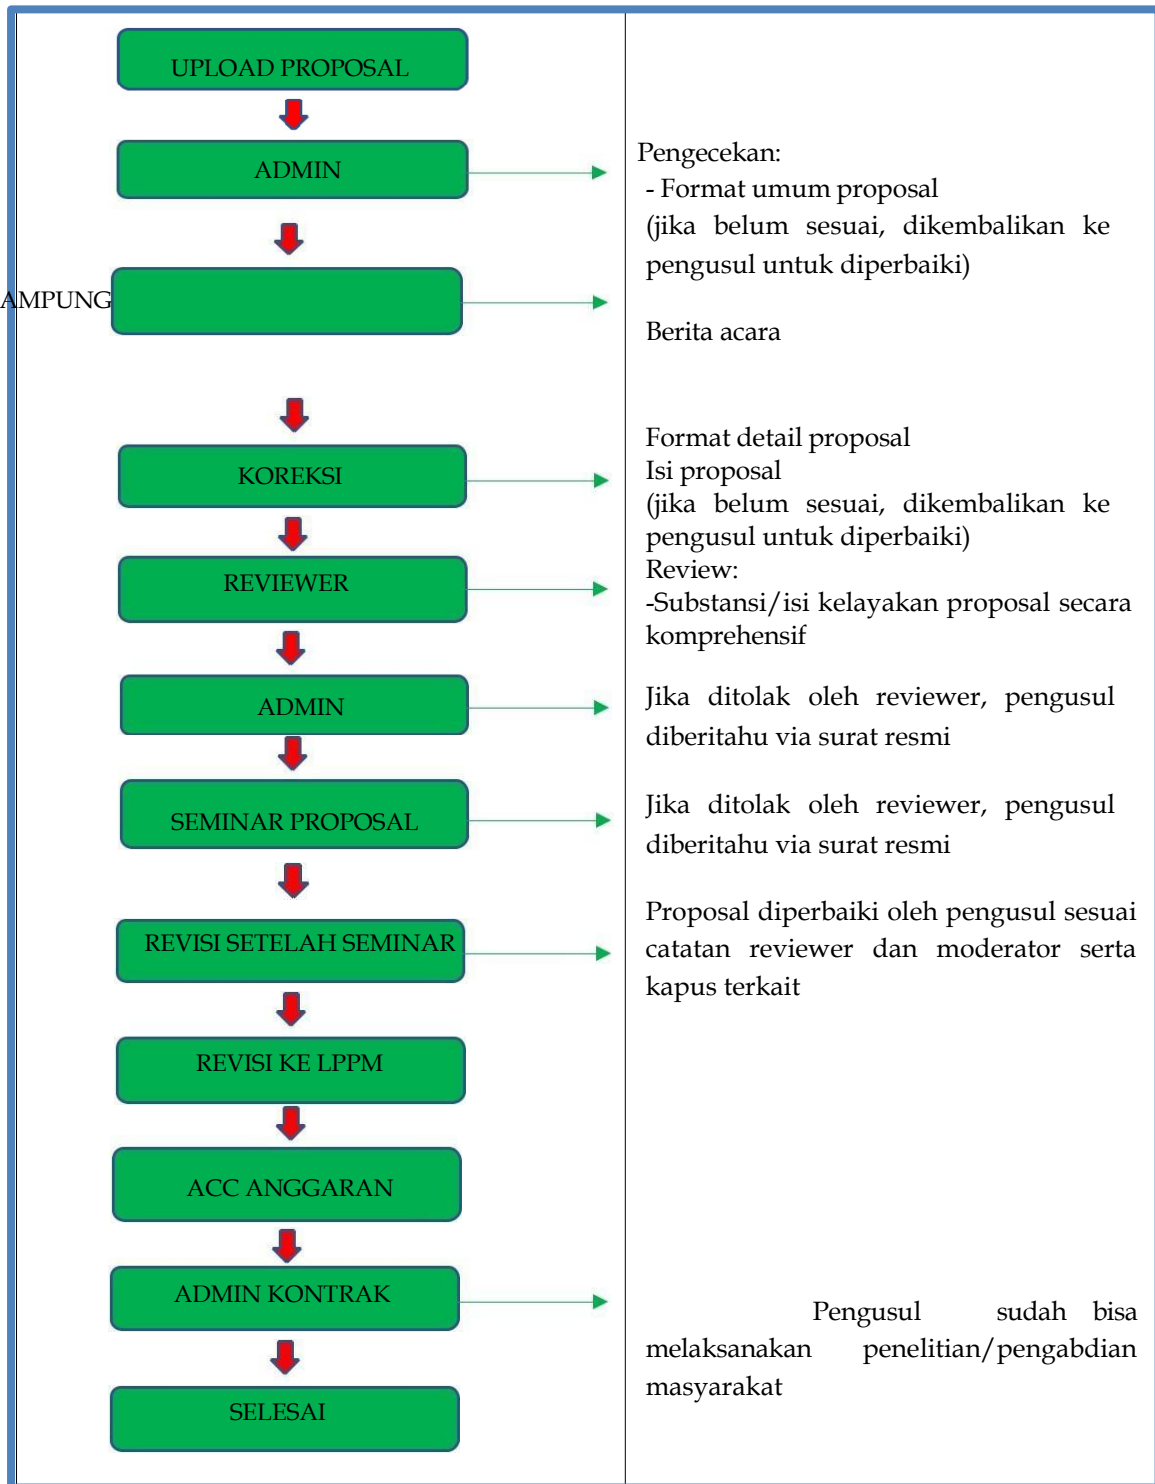 UPLOAD PROPOSAL
ADMIN
Pengecekan:
- Format umum proposal
(jika belum sesuai, dikembalikan ke
pengusul untuk diperbaiki)
AMPUNG
Berita acara
KOREKSI
Format detail proposal
Isi proposal
(jika belum sesuai, dikembalikan ke
pengusul untuk diperbaiki)
REVIEWER
Review:
-Substansi/isi kelayakan proposal secara
komprehensif
ADMIN
Jika ditolak oleh reviewer, pengusul
diberitahu via surat resmi
SEMINAR PROPOSAL
Jika ditolak oleh reviewer, pengusul
diberitahu via surat resmi
REVISI SETELAH SEMINAR
Proposal diperbaiki oleh pengusul sesuai
catatan reviewer dan moderator serta
kapus terkait
REVISI KE LPPM
ACC ANGGARAN
ADMIN KONTRAK
Pengusul sudah bisa
melaksanakan penelitian/pengabdian
masyarakat
SELESAI